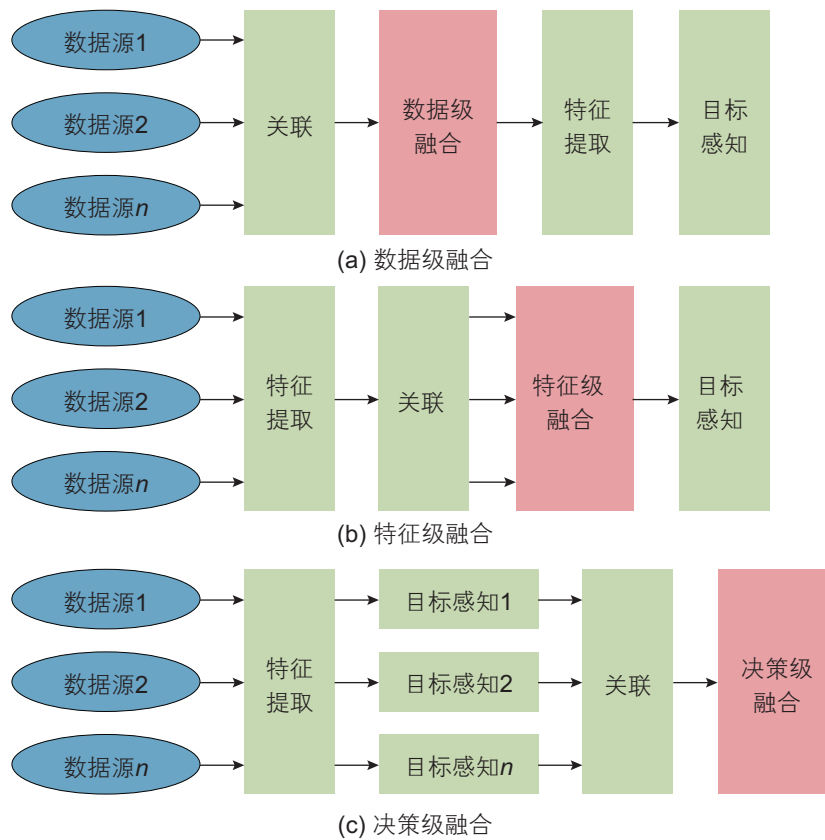 数据源1
数据源2
数据源n
关联
数据级
融合
特征
提取
目标
感知
(a) 数据级融合
数据源1
数据源2
数据源n
特征
提取
关联
特征级
融合
目标
感知
(b) 特征级融合
数据源1
数据源2
数据源n
特征
提取
目标感知1
目标感知2
目标感知n
关联
决策级
融合
(c) 决策级融合